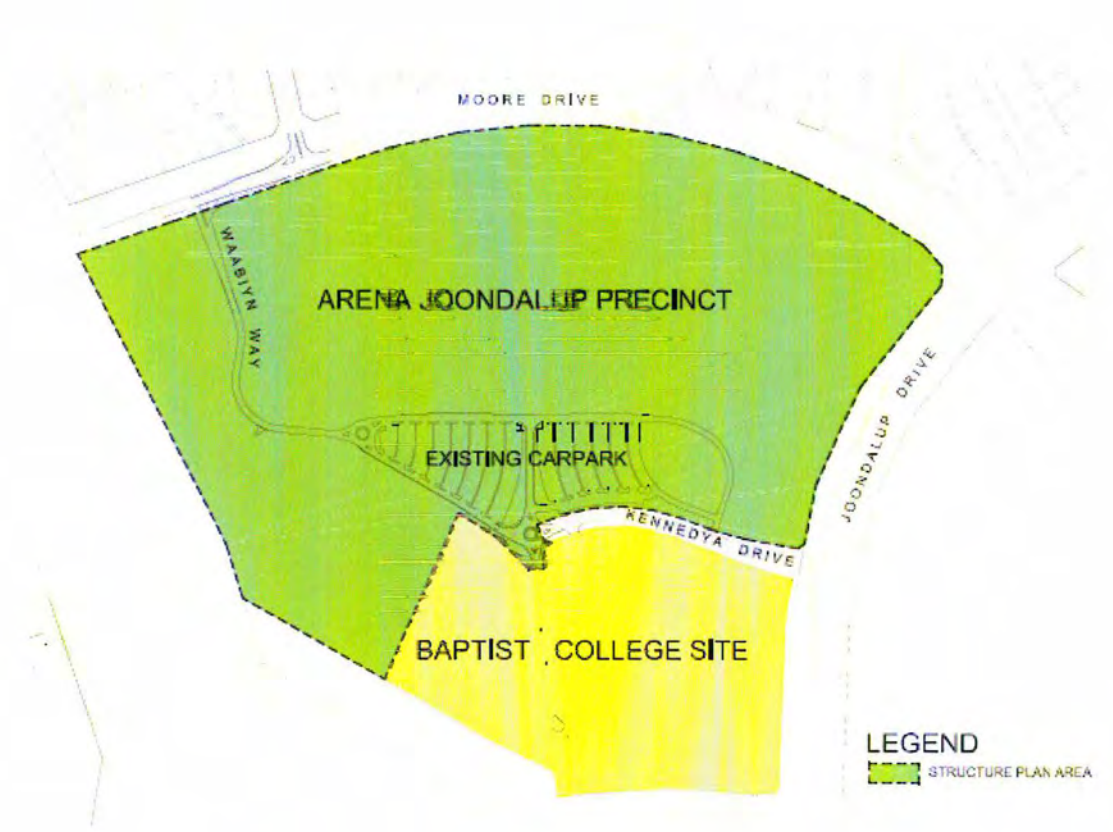 MOORE DRIVE
WAABIYN WAY
ARENA JOONDALUP PRECINCT
JOONDALUP DRIVE
EXISTING CARPARK
KENNEDYA DRIVE
BAPTIST COLLEGE SITE
LEGEND
STRUCTURE PLAN AREA